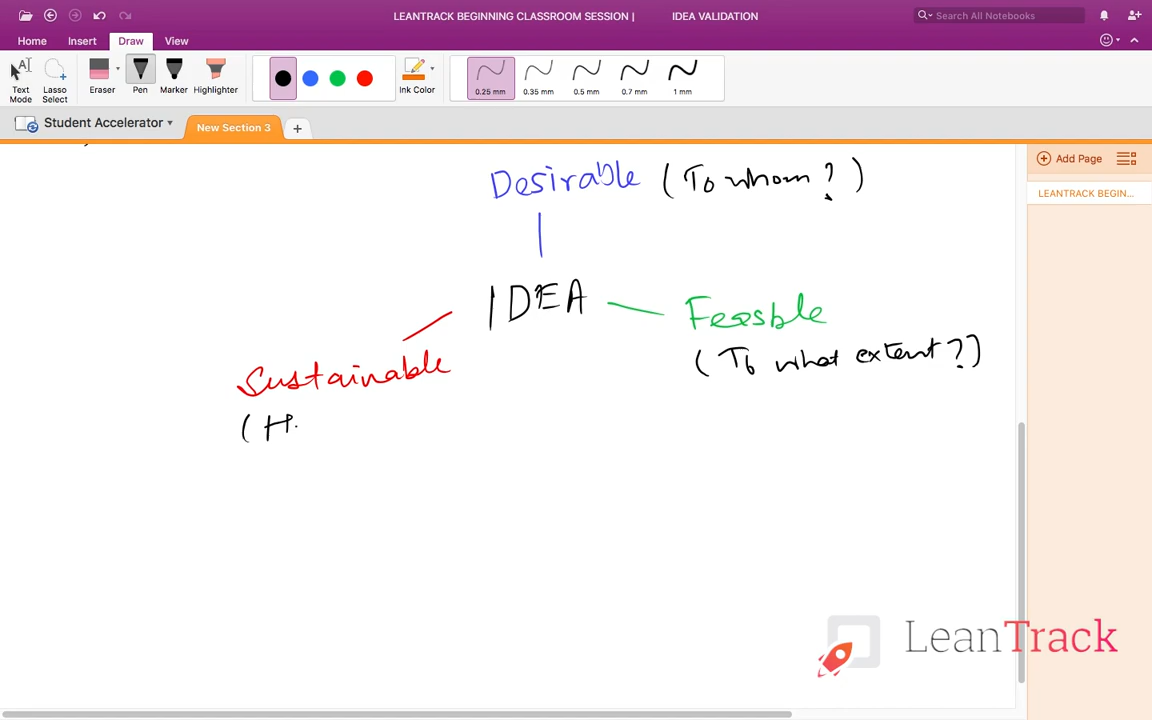 LEANTRACK BEGINNING CLASSROOM SESSION | IDEA VALIDATION
Search All Notebooks
Home Insert Draw View
Text Mode
Lasso Select
Eraser
Pen
Marker
Highlighter
Ink Color
0.25 mm
0.35 mm
0.5 mm
0.7 mm
1 mm
Student Accelerator
New Section 3
+
Add Page
LEANTRACK BEGIN...
Desirable (To whom?)
IDEA
Feasble
(To what extent?)
Sustainable
(H
LeanTrack